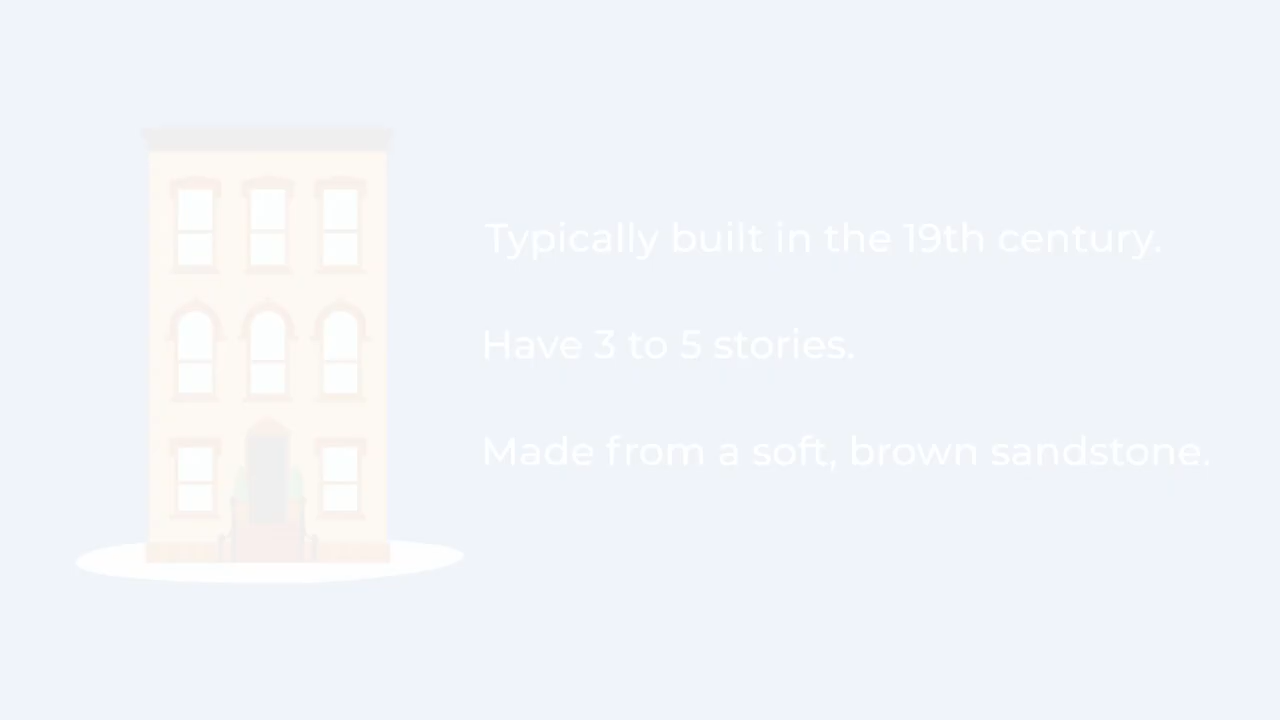 Typically built in the 19th century.
Have 3 to 5 stories.
Made from a soft, brown sandstone.